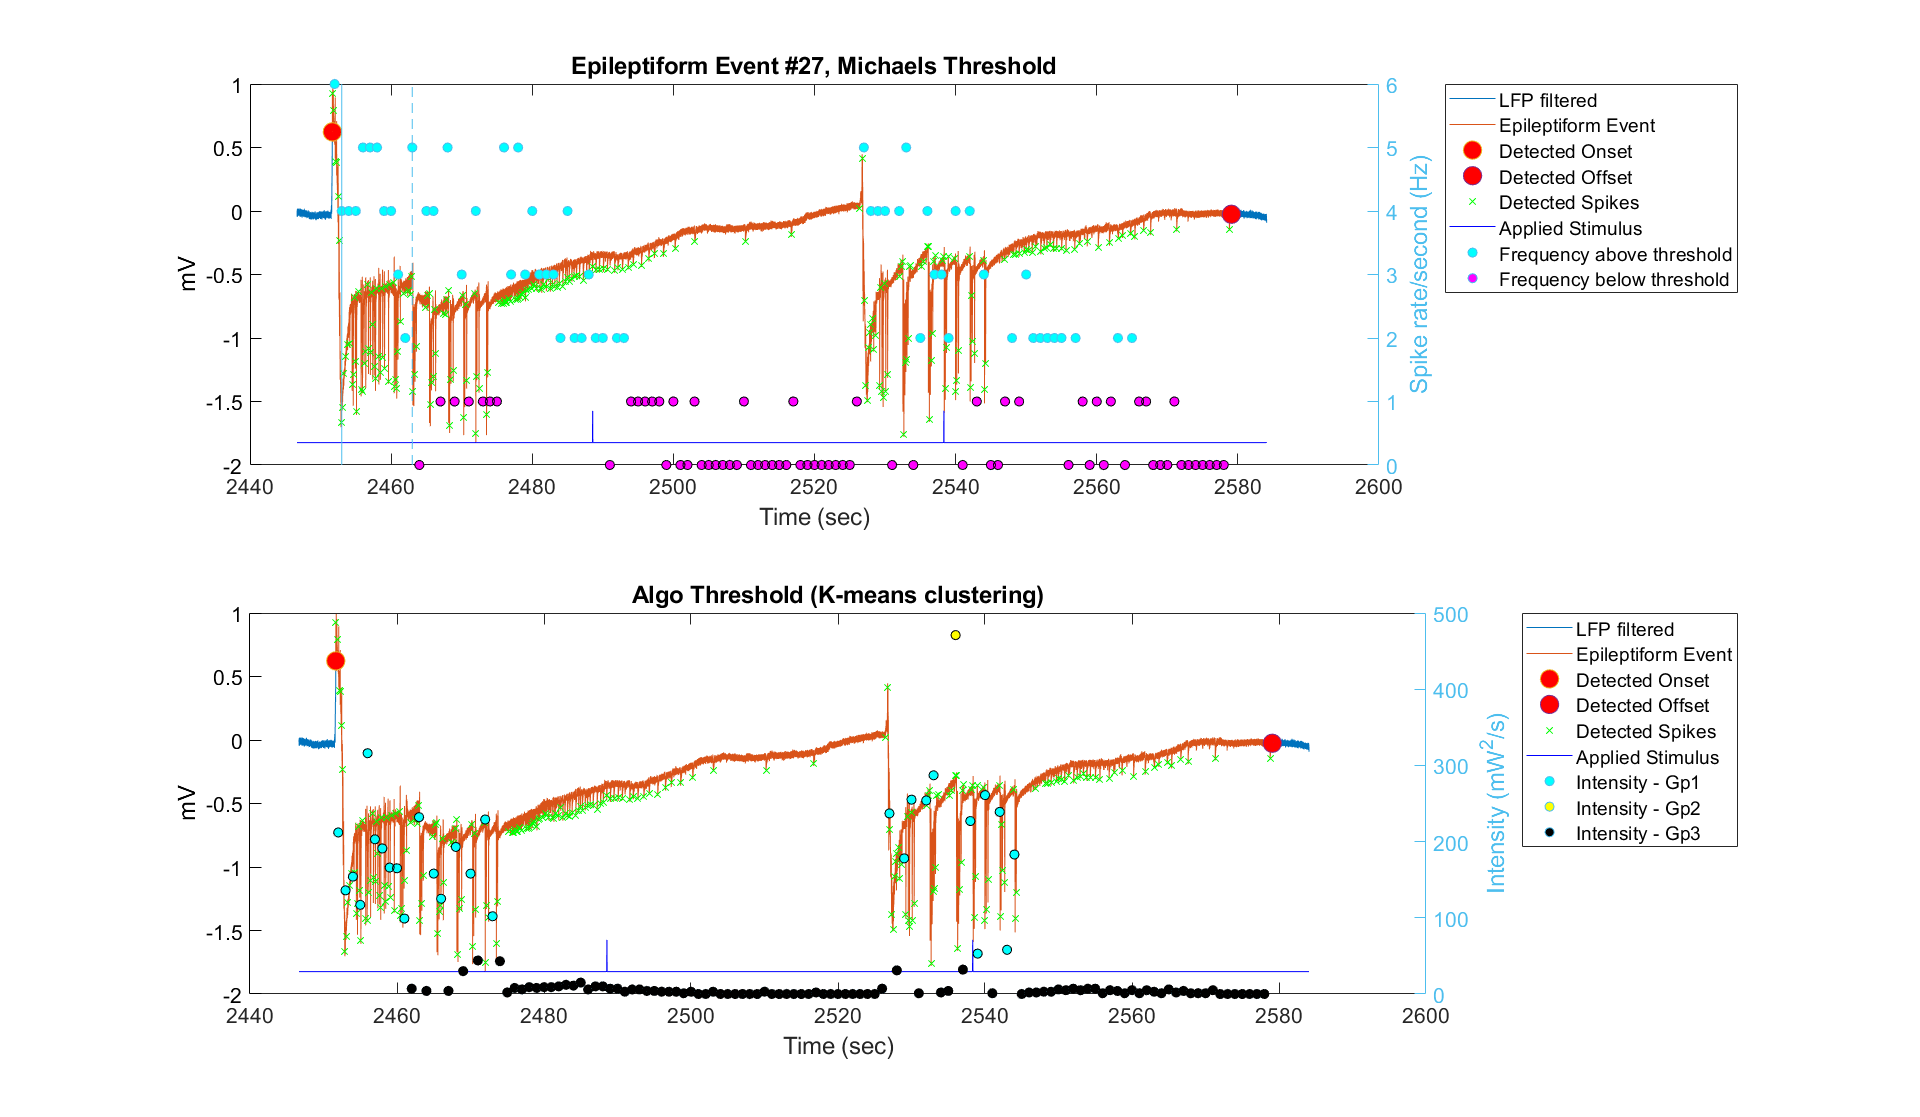 Epileptiform Event #27, Michaels Threshold
1
0.5
0
-0.5
-1
-1.5
-2
mV
2440
2460
2480
2500
2520
2540
2560
2580
2600
Time (sec)
6
5
4
3
2
1
0
Spike rate/second (Hz)
LFP filtered
Epileptiform Event
Detected Onset
Detected Offset
Detected Spikes
Applied Stimulus
Frequency above threshold
Frequency below threshold
Algo Threshold (K-means clustering)
1
0.5
0
-0.5
-1
-1.5
-2
mV
2440
2460
2480
2500
2520
2540
2560
2580
2600
Time (sec)
500
400
300
200
100
0
Intensity (mW²/s)
LFP filtered
Epileptiform Event
Detected Onset
Detected Offset
Detected Spikes
Applied Stimulus
Intensity - Gp1
Intensity - Gp2
Intensity - Gp3